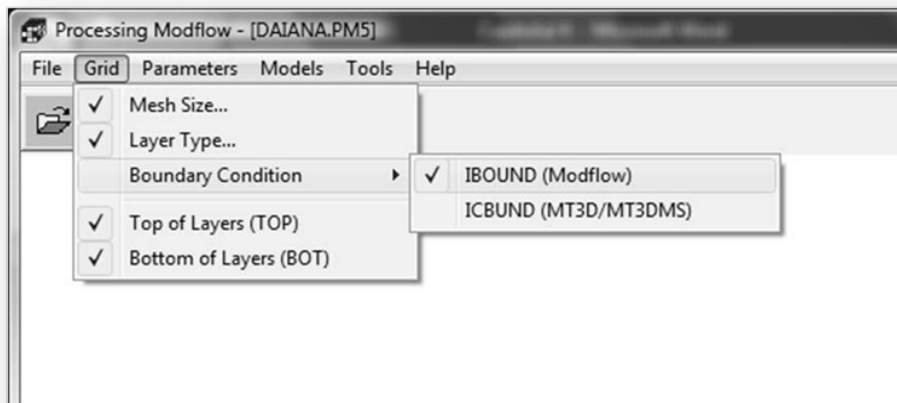 Processing Modflow - [DAIANA.PM5]
File Grid Parameters Models Tools Help
Mesh Size...
Layer Type...
Boundary Condition
IBOUND (Modflow)
ICBUND (MT3D/MT3DMS)
Top of Layers (TOP)
Bottom of Layers (BOT)